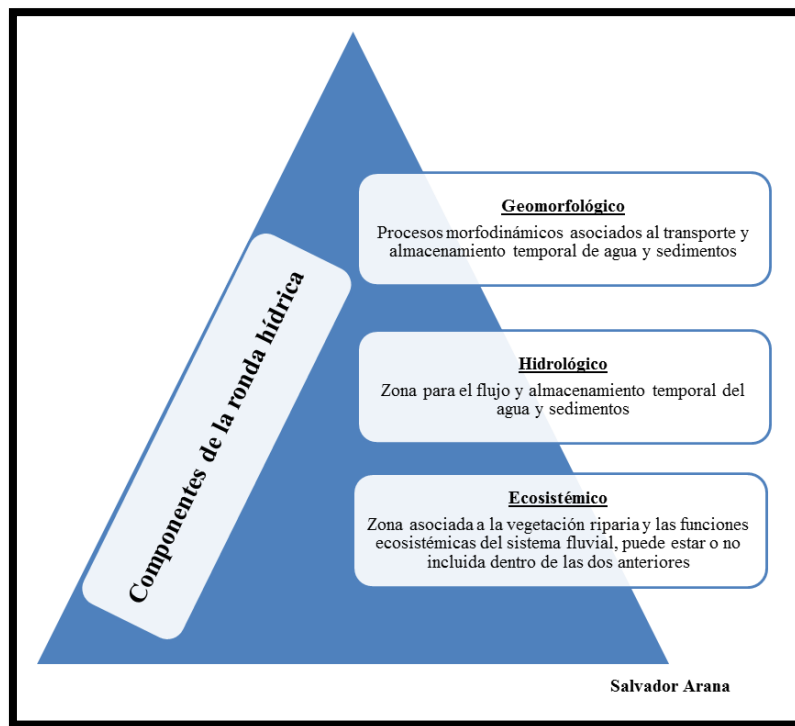 Componentes de la ronda hídrica
Geomorfológico
Procesos morfodinámicos asociados al transporte y
almacenamiento temporal de agua y sedimentos
Hidrológico
Zona para el flujo y almacenamiento temporal del
agua y sedimentos
Ecosistémico
Zona asociada a la vegetación riparia y las funciones
ecosistémicas del sistema fluvial, puede estar o no
incluida dentro de las dos anteriores
Salvador Arana